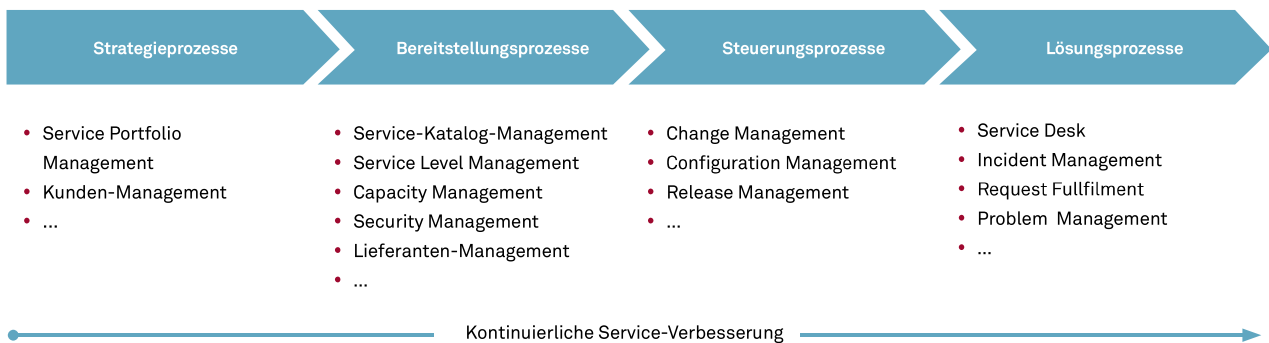 Strategieprozesse
Bereitstellungsprozesse
Steuerungsprozesse
Lösungsprozesse
• Service Portfolio
Management
• Kunden-Management
• ...
• Service-Katalog-Management
• Service Level Management
• Capacity Management
• Security Management
• Lieferanten-Management
• ...
• Change Management
• Configuration Management
• Release Management
• ...
• Service Desk
• Incident Management
• Request Fullfilment
• Problem Management
• ...
Kontinuierliche Service-Verbesserung